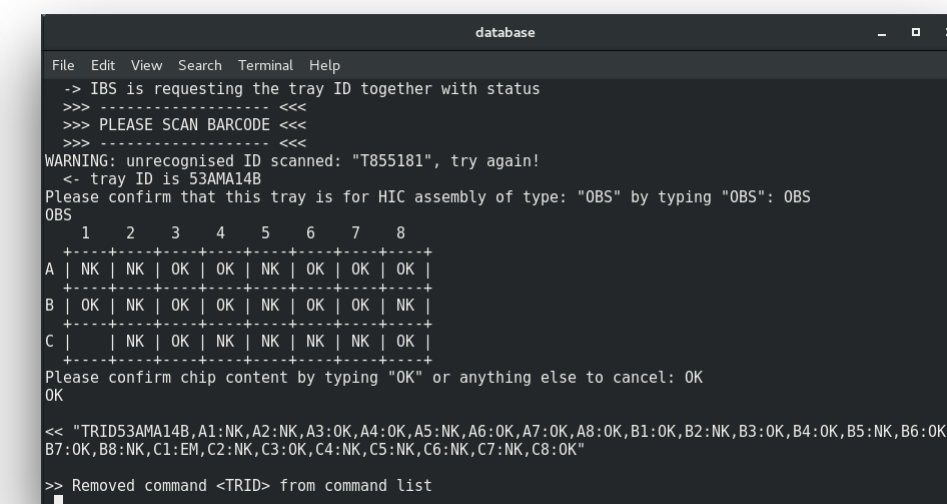 database
File Edit View Search Terminal Help
-> IBS is requesting the tray ID together with status
>>> ------------------- <<<
>>> PLEASE SCAN BARCODE <<<
>>> ------------------- <<<
WARNING: unrecognised ID scanned: "T855181", try again!
<- tray ID is 53AMA14B
Please confirm that this tray is for HIC assembly of type: "OBS" by typing "OBS": OBS
OBS
    1    2    3    4    5    6    7    8
  +----+----+----+----+----+----+----+----+
A | NK | NK | OK | OK | NK | OK | OK | OK |
  +----+----+----+----+----+----+----+----+
B | OK | NK | OK | OK | NK | OK | OK | NK |
  +----+----+----+----+----+----+----+----+
C |    | NK | OK | NK | NK | NK | NK | OK |
  +----+----+----+----+----+----+----+----+
Please confirm chip content by typing "OK" or anything else to cancel: OK
OK
<< "TRID53AMA14B,A1:NK,A2:NK,A3:OK,A4:OK,A5:NK,A6:OK,A7:OK,A8:OK,B1:OK,B2:NK,B3:OK,B4:OK,B5:NK,B6:OK
B7:OK,B8:NK,C1:EM,C2:NK,C3:OK,C4:NK,C5:NK,C6:NK,C7:NK,C8:OK"
>> Removed command <TRID> from command list